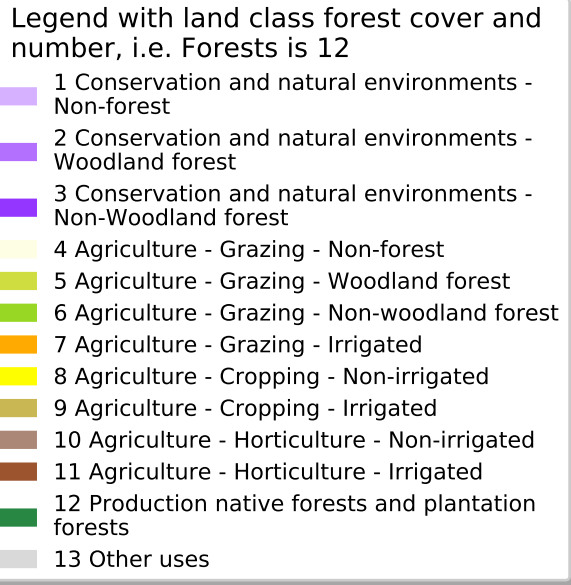 Legend with land class forest cover and
number, i.e. Forests is 12
1 Conservation and natural environments -
Non-forest
2 Conservation and natural environments -
Woodland forest
3 Conservation and natural environments -
Non-Woodland forest
4 Agriculture - Grazing - Non-forest
5 Agriculture - Grazing - Woodland forest
6 Agriculture - Grazing - Non-woodland forest
7 Agriculture - Grazing - Irrigated
8 Agriculture - Cropping - Non-irrigated
9 Agriculture - Cropping - Irrigated
10 Agriculture - Horticulture - Non-irrigated
11 Agriculture - Horticulture - Irrigated
12 Production native forests and plantation
forests
13 Other uses